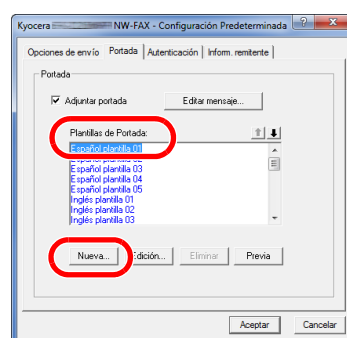 Kyocera NW-FAX - Configuración Predeterminada
Opciones de envío Portada Autenticación Inform. remitente
Portada
Adjuntar portada Editar mensaje...
Plantillas de Portada:
Español plantilla 01
Español plantilla 03
Español plantilla 04
Español plantilla 05
Inglés plantilla 01
Inglés plantilla 02
Inglés plantilla 03
Nueva... Edición... Eliminar Previa
Aceptar Cancelar